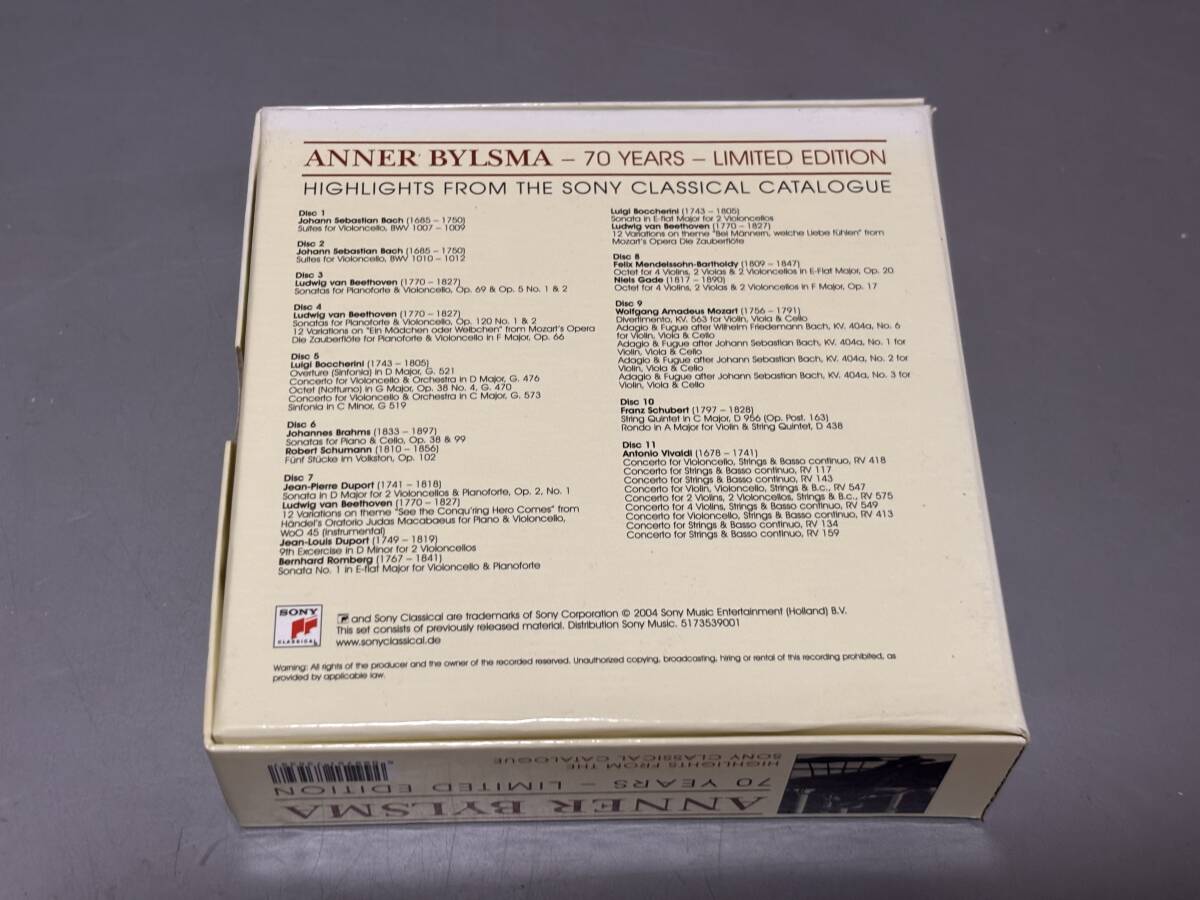 ANNER BYLSMA – 70 YEARS – LIMITED EDITION
HIGHLIGHTS FROM THE SONY CLASSICAL CATALOGUE
Disc 1
Johann Sebastian Bach (1685 – 1750)
Suites for Violoncello, BWV 1007 - 1009
Disc 2
Johann Sebastian Bach (1685 – 1750)
Suites for Violoncello, BWV 1010 - 1012
Disc 3
Ludwig van Beethoven (1770 – 1827)
Sonatas for Pianoforte & Violoncello, Op. 69 & Op. 5 No. 1 & 2
Disc 4
Ludwig van Beethoven (1770 – 1827)
Sonatas for Pianoforte & Violoncello, Op. 120 No. 1 & 2
12 Variations on "Ein Mädchen oder Weibchen" from Mozart's Opera
Die Zauberflöte for Pianoforte & Violoncello in F Major, Op. 66
Disc 5
Luigi Boccherini (1743 – 1805)
Overture (Sinfonia) in D Major, G. 521
Concerto for Violoncello & Orchestra in D Major, G. 476
Octet (Notturno) in G Major, Op. 38 No. 4, G. 470
Concerto for Violoncello & Orchestra in C Major, G. 573
Sinfonia in C Minor, G 519
Disc 6
Johannes Brahms (1833 – 1897)
Sonatas for Piano & Cello, Op. 38 & 99
Robert Schumann (1810 – 1856)
Fünf Stücke im Volkston, Op. 102
Disc 7
Jean-Pierre Duport (1741 – 1818)
Sonata in D Major for 2 Violoncellos & Pianoforte, Op. 2, No. 1
Ludwig van Beethoven (1770 – 1827)
12 Variations on theme "See the Conqu'ring Hero Comes" from
Händel's Oratorio Judas Macabaeus for Piano & Violoncello,
WoO 45 (Instrumental)
Jean-Louis Duport (1749 – 1819)
9th Excercise in D Minor for 2 Violoncellos
Bernhard Romberg (1767 – 1841)
Sonata No. 1 in E-flat Major for Violoncello & Pianoforte
Luigi Boccherini (1743 – 1805)
Sonata in E-flat Major for 2 Violoncellos
Ludwig van Beethoven (1770 – 1827)
12 Variations on theme "Bei Männern, welche Liebe fühlen" from
Mozart's Opera Die Zauberflöte
Disc 8
Felix Mendelssohn-Bartholdy (1809 – 1847)
Octet for 4 Violins, 2 Violas & 2 Violoncellos in E-Flat Major, Op. 20
Niels Gade (1817 - 1890)
Octet for 4 Violins, 2 Violas & 2 Violoncellos in F Major, Op. 17
Disc 9
Wolfgang Amadeus Mozart (1756 – 1791)
Divertimento, KV. 563 for Violin, Viola & Cello
Adagio & Fugue after Wilhelm Friedemann Bach, KV. 404a, No. 6
for Violin, Viola & Cello
Adagio & Fugue after Johann Sebastian Bach, KV. 404a, No. 1 for
Violin, Viola & Cello
Adagio & Fugue after Johann Sebastian Bach, KV. 404a, No. 2 for
Violin, Viola & Cello
Adagio & Fugue after Johann Sebastian Bach, KV. 404a, No. 3 for
Violin, Viola & Cello
Disc 10
Franz Schubert (1797 – 1828)
String Quintet in C Major, D 956 (Op. Post. 163)
Rondo in A Major for Violin & String Quintet, D 438
Disc 11
Antonio Vivaldi (1678 – 1741)
Concerto for Violoncello, Strings & Basso continuo, RV 418
Concerto for Strings & Basso continuo, RV 117
Concerto for Strings & Basso continuo, RV 143
Concerto for Violin, Violoncello, Strings & B.c., RV 547
Concerto for 2 Violins, 2 Violoncellos, Strings & B.c., RV 575
Concerto for 4 Violins, Strings & Basso continuo, RV 549
Concerto for Violoncello, Strings & Basso continuo, RV 413
Concerto for Strings & Basso continuo, RV 134
Concerto for Strings & Basso continuo, RV 159
SONY
CLASSICAL
and Sony Classical are trademarks of Sony Corporation © 2004 Sony Music Entertainment (Holland) B.V.
This set consists of previously released material. Distribution Sony Music. 5173539001
www.sonyclassical.de
Warning: All rights of the producer and the owner of the recorded reserved. Unauthorized copying, broadcasting, hiring or rental of this recording prohibited, as
provided by applicable law.
ANNER BYLSMA
70 YEARS – LIMITED EDITION
HIGHLIGHTS FROM THE
SONY CLASSICAL CATALOGUE